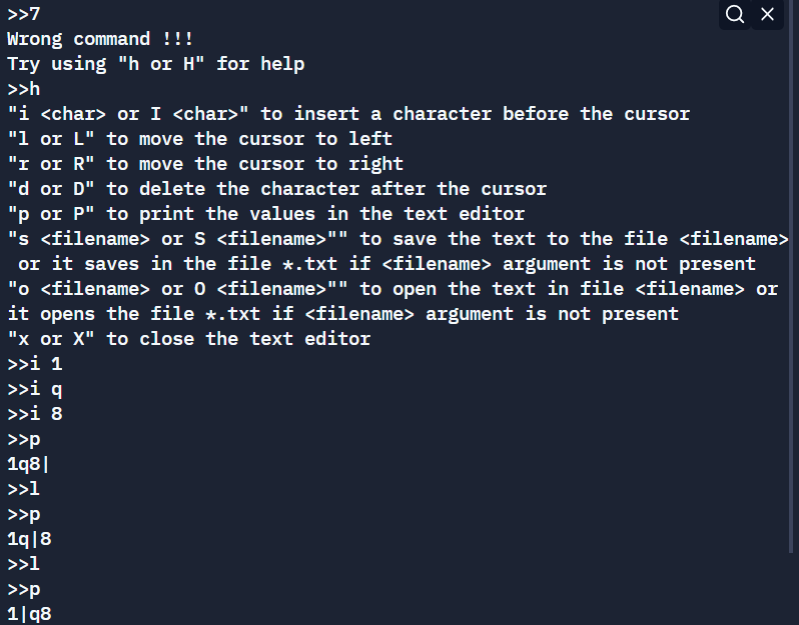 >>7
Wrong command !!!
Try using "h or H" for help
>>h
"i <char> or I <char>" to insert a character before the cursor
"l or L" to move the cursor to left
"r or R" to move the cursor to right
"d or D" to delete the character after the cursor
"p or P" to print the values in the text editor
"s <filename> or S <filename>"" to save the text to the file <filename>
 or it saves in the file *.txt if <filename> argument is not present
"o <filename> or O <filename>"" to open the text in file <filename> or
it opens the file *.txt if <filename> argument is not present
"x or X" to close the text editor
>>i 1
>>i q
>>i 8
>>p
1q8|
>>l
>>p
1q|8
>>l
>>p
1|q8